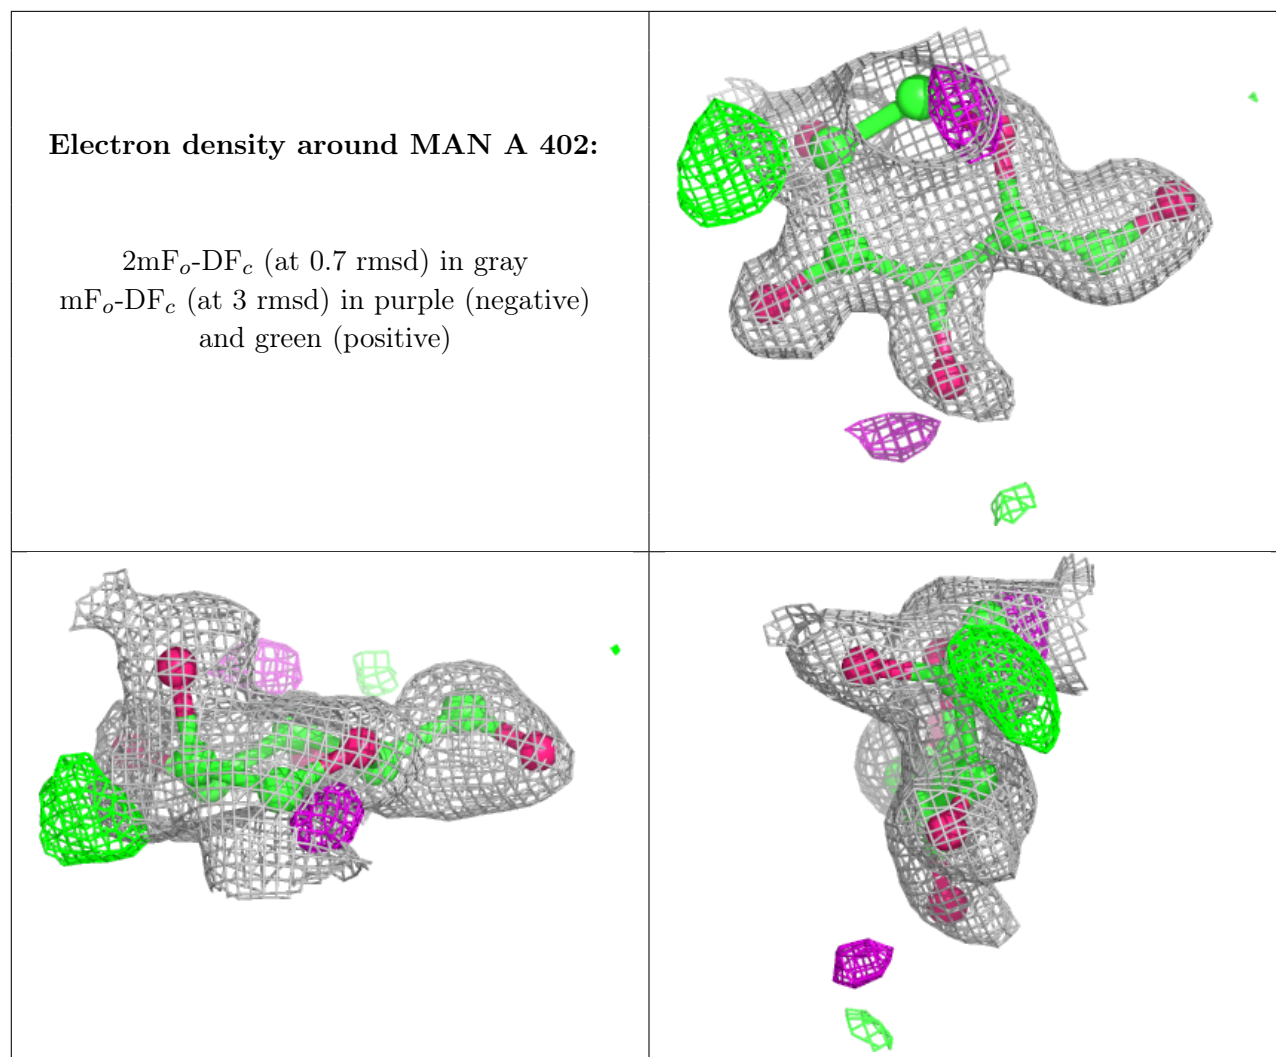 Electron density around MAN A 402:
2mFo-DFc (at 0.7 rmsd) in gray
mFo-DFc (at 3 rmsd) in purple (negative)
and green (positive)